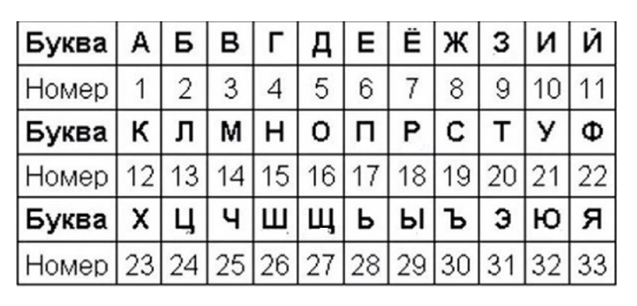 Буква А Б В Г Д Е Ё Ж З И Й
Номер 1 2 3 4 5 6 7 8 9 10 11
Буква К Л М Н О П Р С Т У Ф
Номер 12 13 14 15 16 17 18 19 20 21 22
Буква Х Ц Ч Ш Щ Ь Ы Ъ Э Ю Я
Номер 23 24 25 26 27 28 29 30 31 32 33